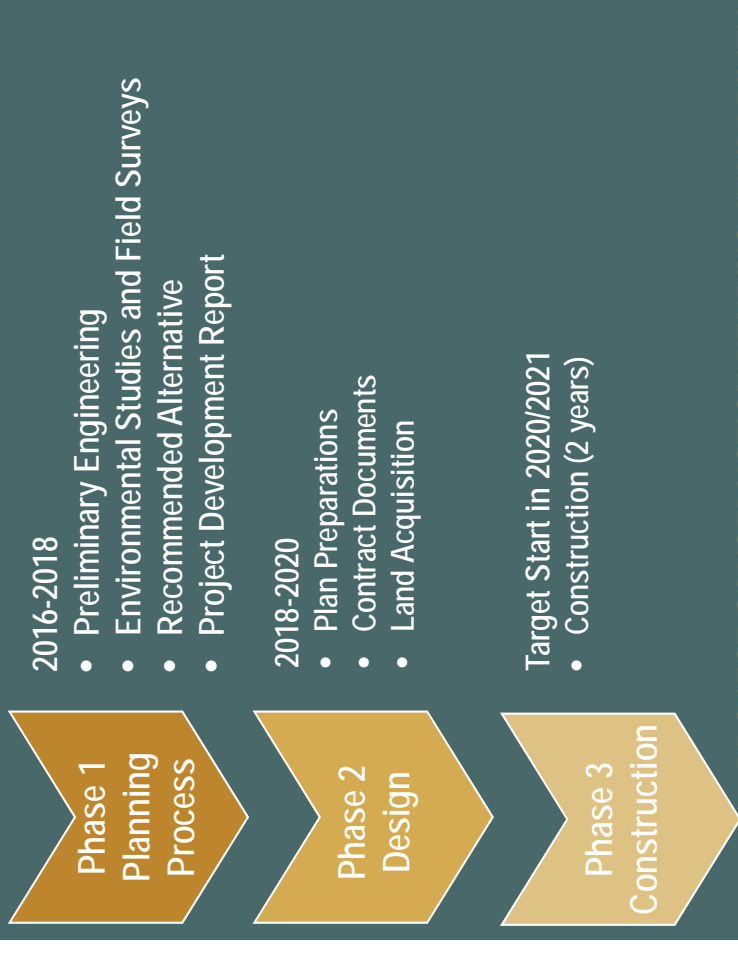 Phase 1
Planning
Process
2016-2018
• Preliminary Engineering
• Environmental Studies and Field Surveys
• Recommended Alternative
• Project Development Report
Phase 2
Design
2018-2020
• Plan Preparations
• Contract Documents
• Land Acquisition
Phase 3
Construction
Target Start in 2020/2021
• Construction (2 years)